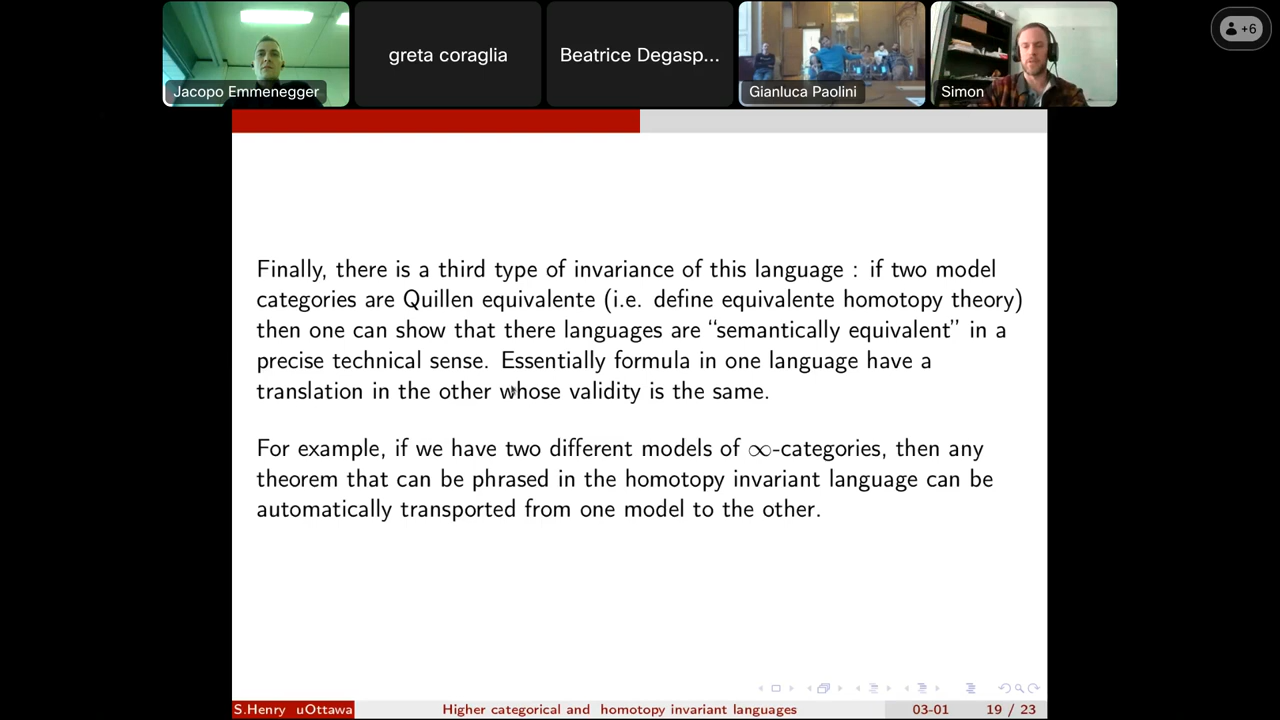 +6
Jacopo Emmenegger
greta coraglia
Beatrice Degasp...
Gianluca Paolini
Simon
Finally, there is a third type of invariance of this language : if two model
categories are Quillen equivalente (i.e. define equivalente homotopy theory)
then one can show that there languages are “semantically equivalent” in a
precise technical sense. Essentially formula in one language have a
translation in the other whose validity is the same.
For example, if we have two different models of ∞-categories, then any
theorem that can be phrased in the homotopy invariant language can be
automatically transported from one model to the other.
S.Henry uOttawa
Higher categorical and homotopy invariant languages
03-01
19 / 23